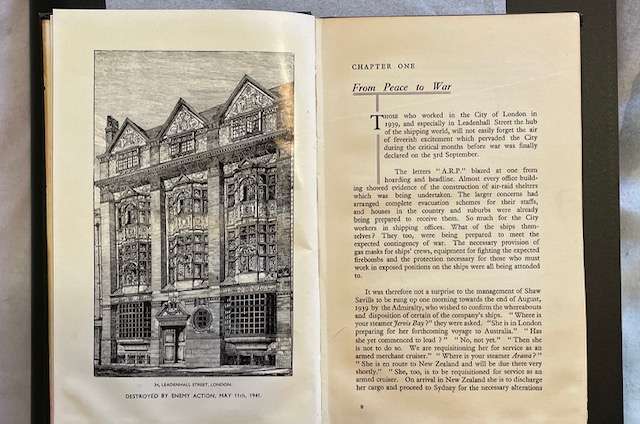 34, LEADENHALL STREET, LONDON.
DESTROYED BY ENEMY ACTION, MAY 11th, 1941.
CHAPTER ONE
From Peace to War
THOSE who worked in the City of London in
1939, and especially in Leadenhall Street the hub
of the shipping world, will not easily forget the air
of feverish excitement which pervaded the City
during the critical months before war was finally
declared on the 3rd September.
The letters "A.R.P." blazed at one from
hoarding and headline. Almost every office build-
ing showed evidence of the construction of air-raid shelters
which was being undertaken. The larger concerns had
arranged complete evacuation schemes for their staffs,
and houses in the country and suburbs were already
being prepared to receive them. So much for the City
workers in shipping offices. What of the ships them-
selves? They too, were being prepared to meet the
expected contingency of war. The necessary provision of
gas masks for ships' crews, equipment for fighting the expected
firebombs and the protection necessary for those who must
work in exposed positions on the ships were all being attended
to.
It was therefore not a surprise to the management of Shaw
Savills to be rung up one morning towards the end of August,
1939 by the Admiralty, who wished to confirm the whereabouts
and disposition of certain of the company's ships. "Where is
your steamer Jervis Bay?" they were asked. "She is in London
preparing for her forthcoming voyage to Australia." "Has
she yet commenced to load?" "No, not yet." "Then she
is not to do so. We are requisitioning her for service as an
armed merchant cruiser." "Where is your steamer Arawa?"
"She is en route to New Zealand and will be due there very
shortly." "She, too, is to be requisitioned for service as an
armed cruiser. On arrival in New Zealand she is to discharge
her cargo and proceed to Sydney for the necessary alterations